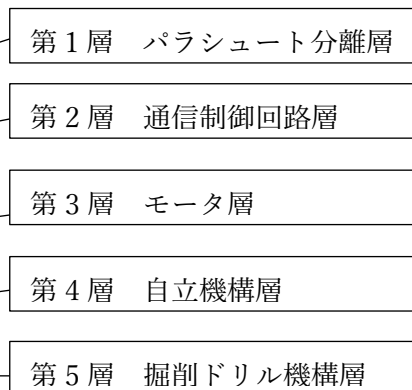 第1層　パラシュート分離層
第2層　通信制御回路層
第3層　モータ層
第4層　自立機構層
第5層　掘削ドリル機構層